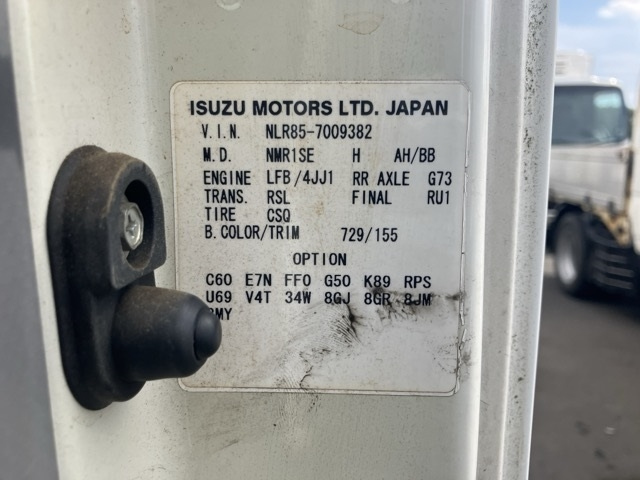 ISUZU MOTORS LTD. JAPAN
V.I.N. NLR85-7009382
M.D. NMR1SE H AH/BB
ENGINE LFB/4JJ1 RR AXLE G73
TRANS. RSL FINAL RU1
TIRE CSQ
B.COLOR/TRIM 729/155
OPTION
C60 E7N FF0 G50 K89 RPS
U69 V4T 34W 8GJ 8GR 8JM